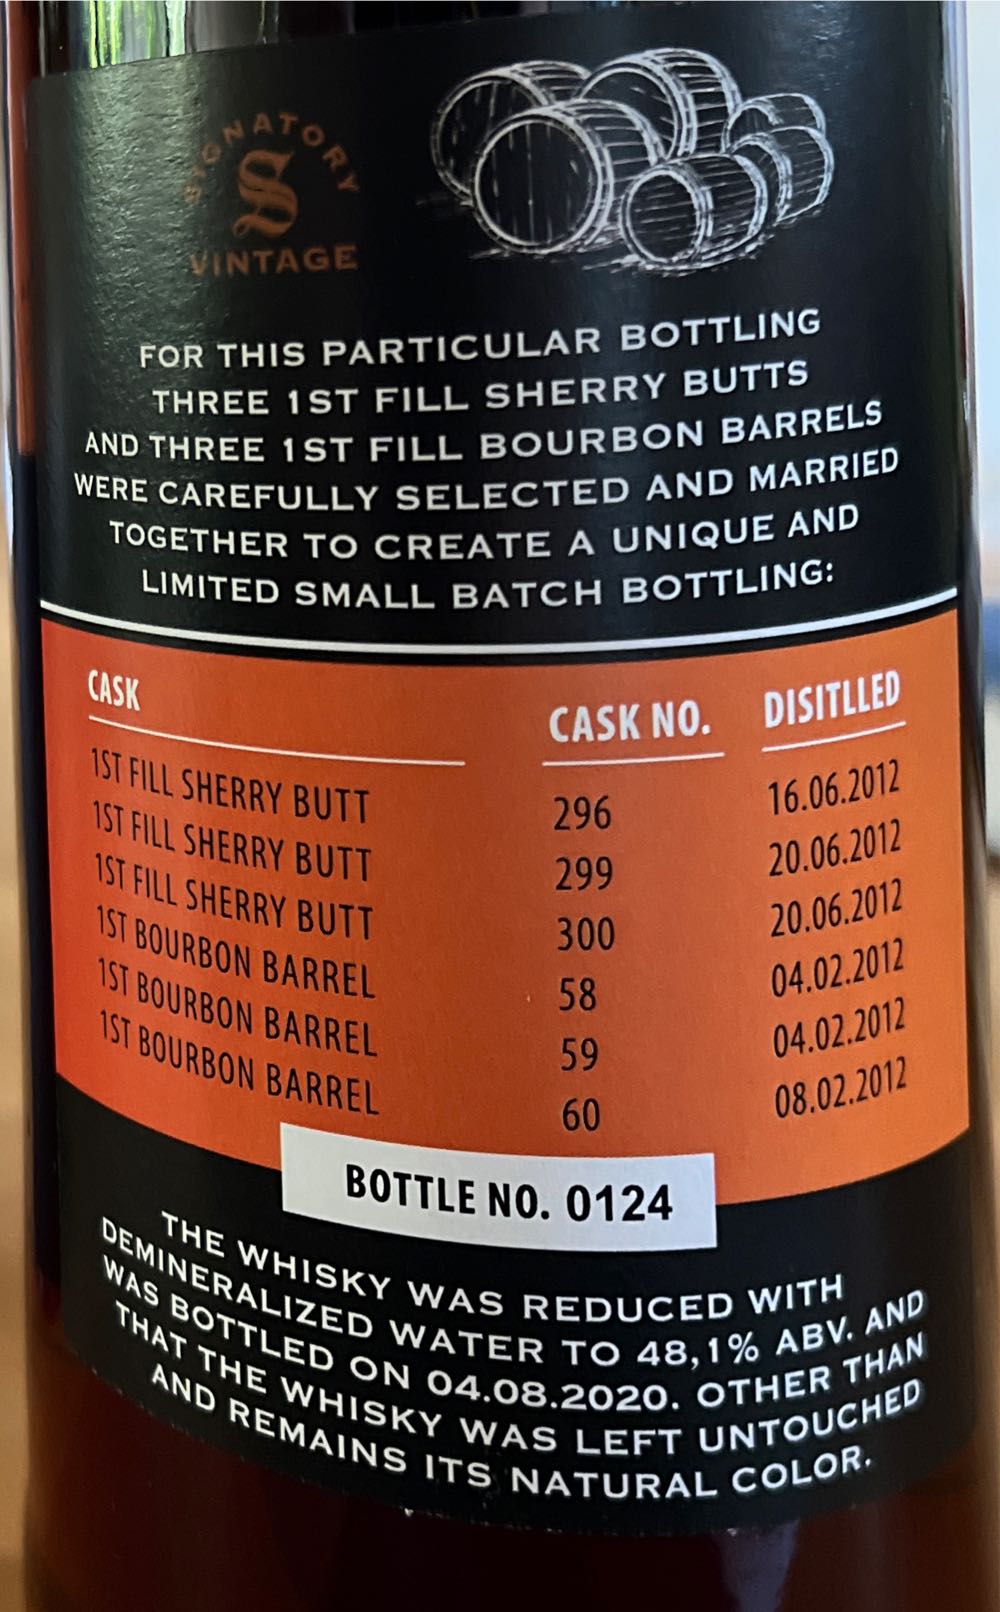 SIGNATORY
S
VINTAGE
FOR THIS PARTICULAR BOTTLING
THREE 1ST FILL SHERRY BUTTS
AND THREE 1ST FILL BOURBON BARRELS
WERE CAREFULLY SELECTED AND MARRIED
TOGETHER TO CREATE A UNIQUE AND
LIMITED SMALL BATCH BOTTLING:
CASK CASK NO. DISITLLED
1ST FILL SHERRY BUTT 296 16.06.2012
1ST FILL SHERRY BUTT 299 20.06.2012
1ST FILL SHERRY BUTT 300 20.06.2012
1ST BOURBON BARREL 58 04.02.2012
1ST BOURBON BARREL 59 04.02.2012
1ST BOURBON BARREL 60 08.02.2012
BOTTLE NO. 0124
THE WHISKY WAS REDUCED WITH
DEMINERALIZED WATER TO 48,1% ABV. AND
WAS BOTTLED ON 04.08.2020. OTHER THAN
THAT THE WHISKY WAS LEFT UNTOUCHED
AND REMAINS ITS NATURAL COLOR.